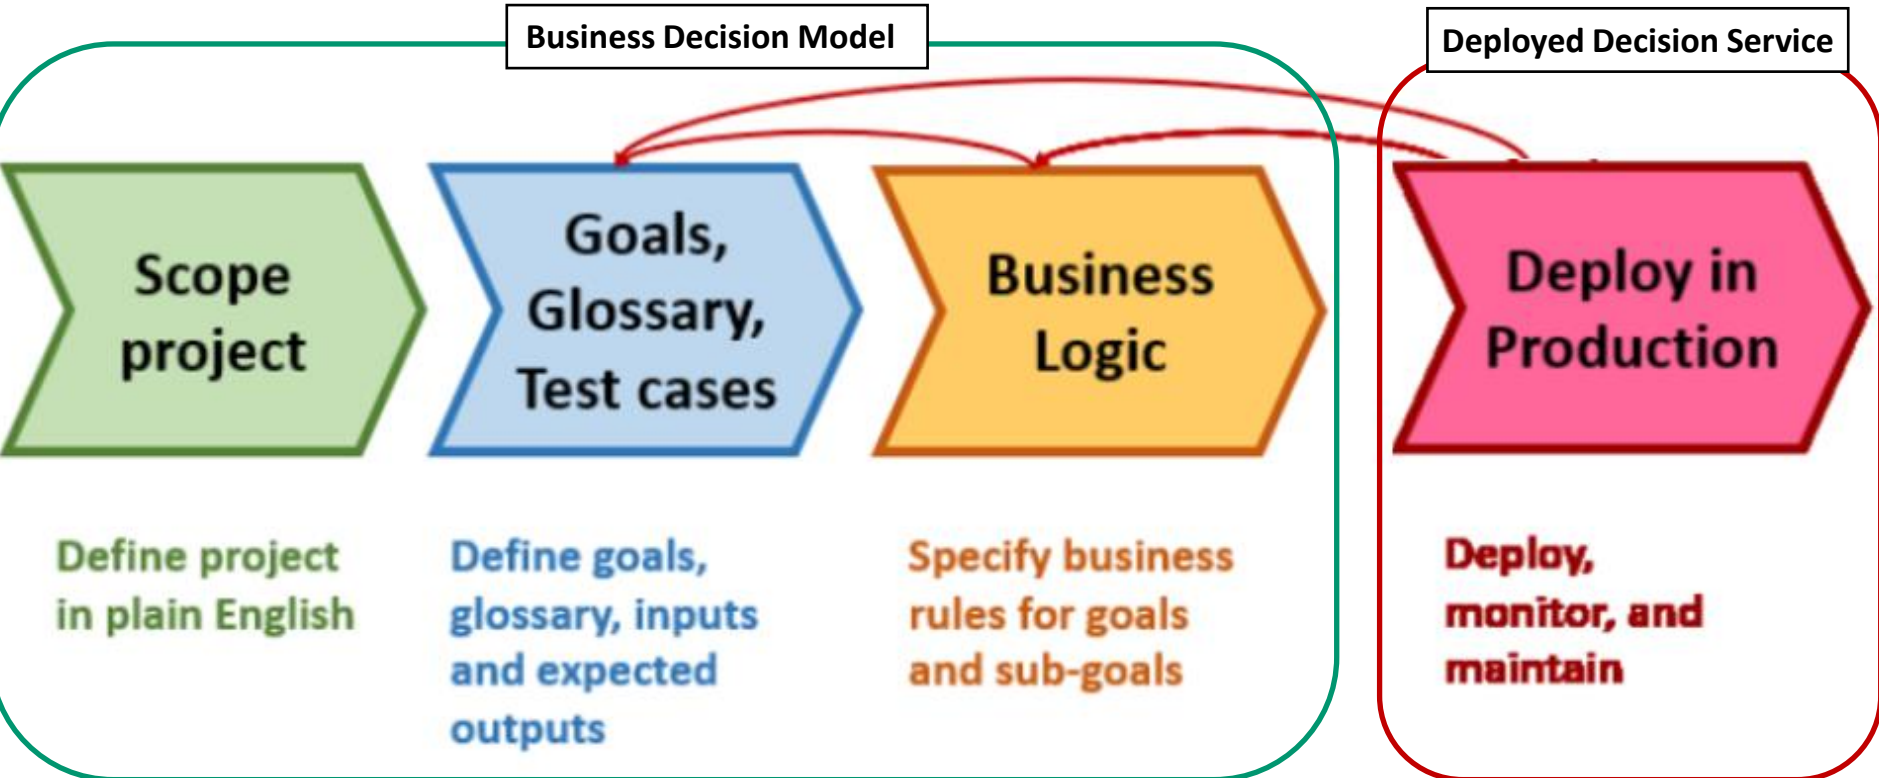 Business Decision Model
Deployed Decision Service
Scope
project
Goals,
Glossary,
Test cases
Business
Logic
Deploy in
Production
Define project
in plain English
Define goals,
glossary, inputs
and expected
outputs
Specify business
rules for goals
and sub-goals
Deploy,
monitor, and
maintain